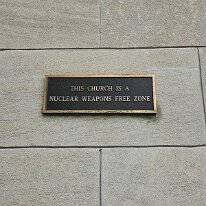 THIS CHURCH IS A
NUCLEAR WEAPONS FREE ZONE